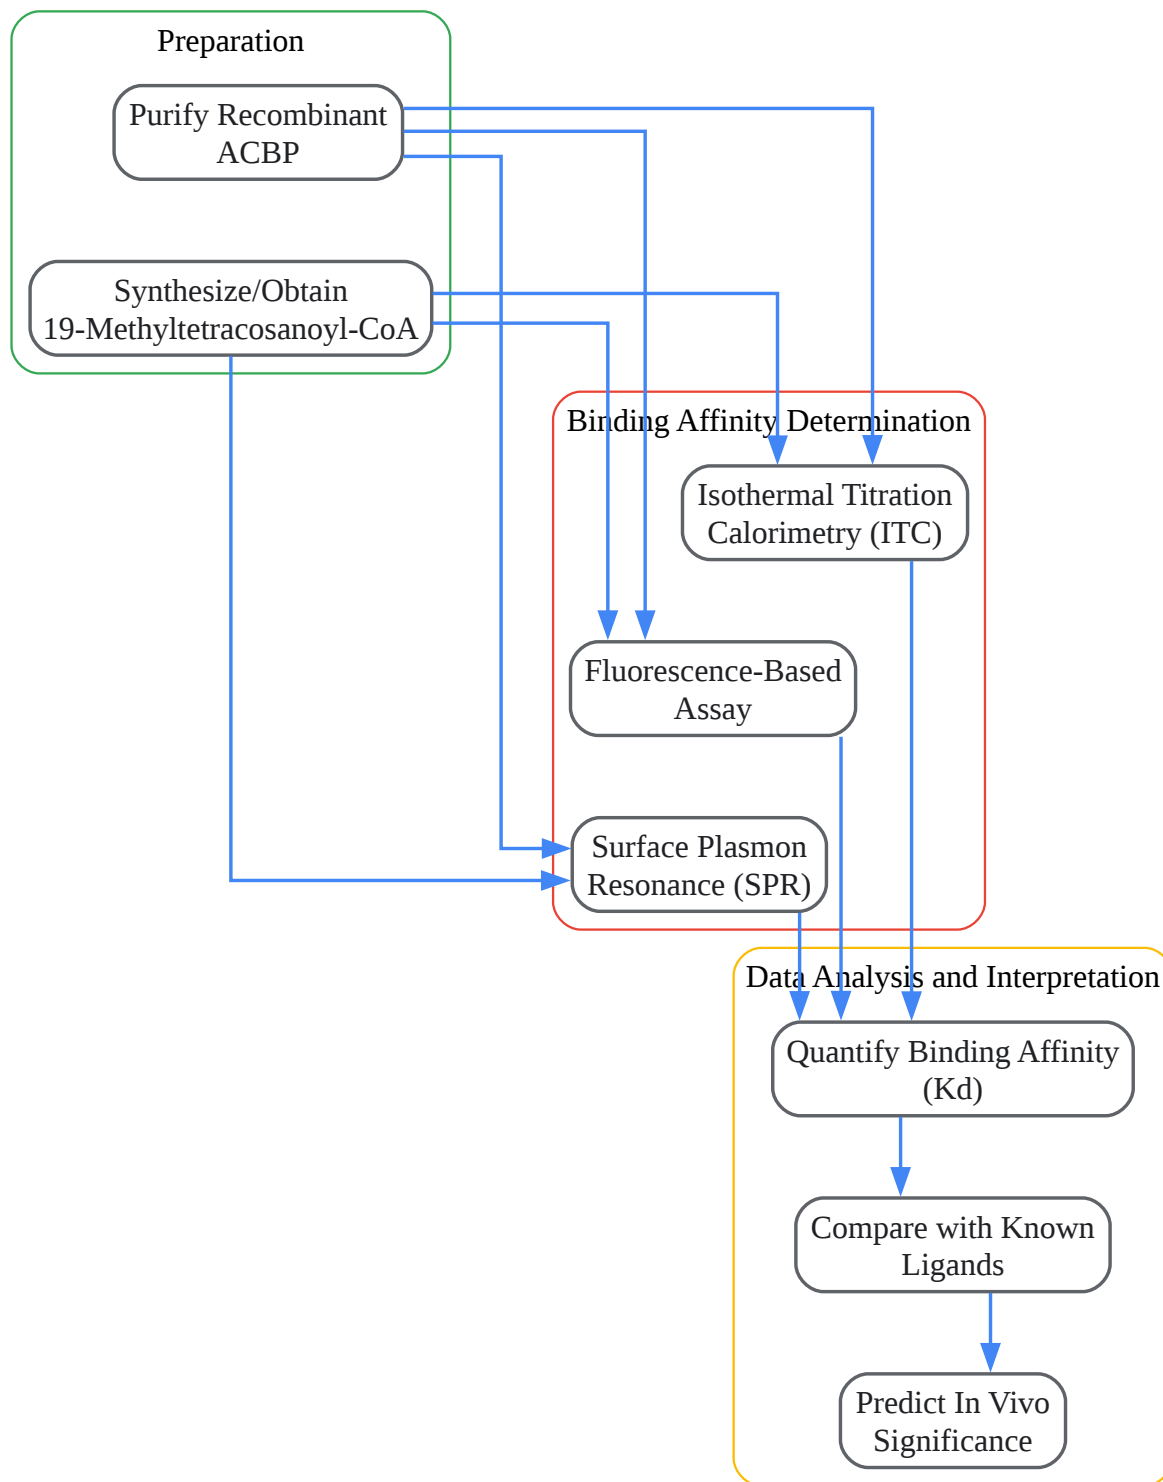 Preparation
Purify Recombinant
ACBP
Synthesize/Obtain
19-Methyltetracosanoyl-CoA
Binding Affinity Determination
Isothermal Titration
Calorimetry (ITC)
Fluorescence-Based
Assay
Surface Plasmon
Resonance (SPR)
Data Analysis and Interpretation
Quantify Binding Affinity
(Kd)
Compare with Known
Ligands
Predict In Vivo
Significance